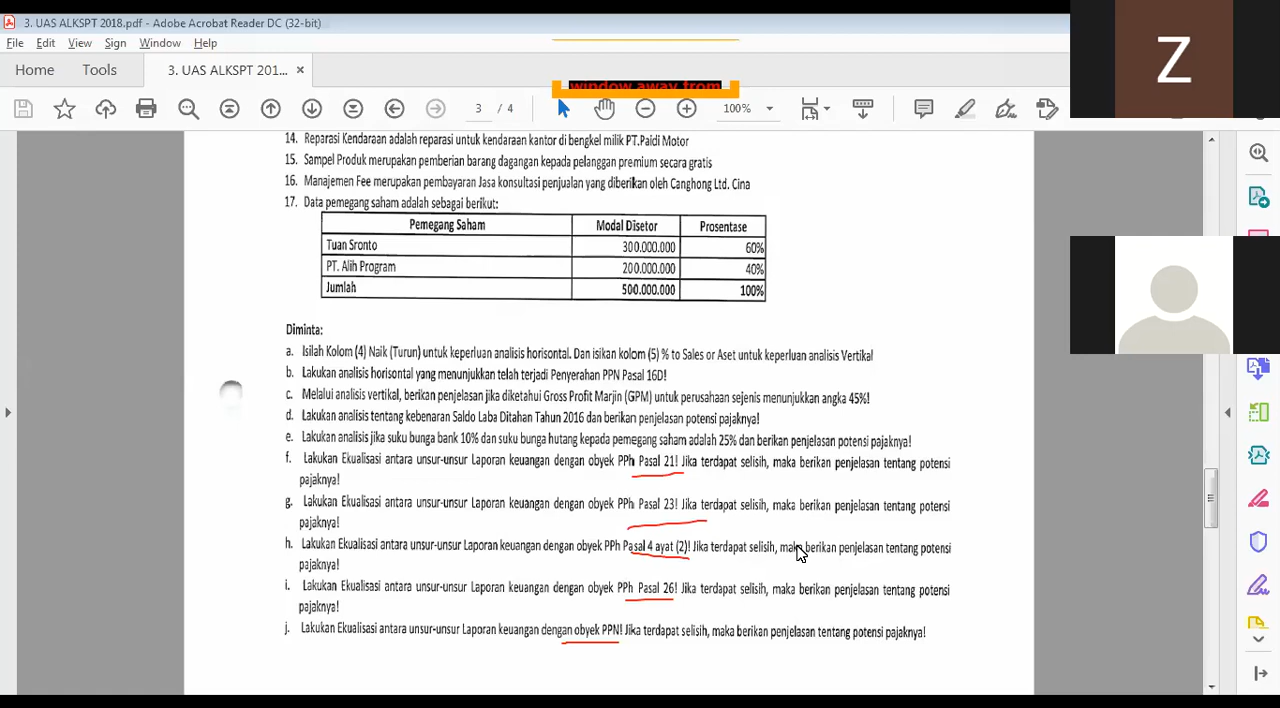 3. UAS ALKSPT 2018.pdf - Adobe Acrobat Reader DC (32-bit)
File Edit View Sign Window Help
Home Tools 3. UAS ALKSPT 201... ×
window away from
3 / 4 100%
Z
14. Reparasi Kendaraan adalah reparasi untuk kendaraan kantor di bengkel milik PT.Paidi Motor
15. Sampel Produk merupakan pemberian barang dagangan kepada pelanggan premium secara gratis
16. Manajemen Fee merupakan pembayaran Jasa konsultasi penjualan yang diberikan oleh Canghong Ltd. Cina
17. Data pemegang saham adalah sebagai berikut:
Pemegang Saham Modal Disetor Prosentase
Tuan Sronto 300.000.000 60%
PT. Alih Program 200.000.000 40%
Jumlah 500.000.000 100%
Diminta:
a. Isilah Kolom (4) Naik (Turun) untuk keperluan analisis horisontal. Dan isikan kolom (5) % to Sales or Aset untuk keperluan analisis Vertikal
b. Lakukan analisis horisontal yang menunjukkan telah terjadi Penyerahan PPN Pasal 16D!
c. Melalui analisis vertikal, berikan penjelasan jika diketahui Gross Profit Marjin (GPM) untuk perusahaan sejenis menunjukkan angka 45%!
d. Lakukan analisis tentang kebenaran Saldo Laba Ditahan Tahun 2016 dan berikan penjelasan potensi pajaknya!
e. Lakukan analisis jika suku bunga bank 10% dan suku bunga hutang kepada pemegang saham adalah 25% dan berikan penjelasan potensi pajaknya!
f. Lakukan Ekualisasi antara unsur-unsur Laporan keuangan dengan obyek PPh Pasal 21! Jika terdapat selisih, maka berikan penjelasan tentang potensi
pajaknya!
g. Lakukan Ekualisasi antara unsur-unsur Laporan keuangan dengan obyek PPh Pasal 23! Jika terdapat selisih, maka berikan penjelasan tentang potensi
pajaknya!
h. Lakukan Ekualisasi antara unsur-unsur Laporan keuangan dengan obyek PPh Pasal 4 ayat (2)! Jika terdapat selisih, maka berikan penjelasan tentang potensi
pajaknya!
i. Lakukan Ekualisasi antara unsur-unsur Laporan keuangan dengan obyek PPh Pasal 26! Jika terdapat selisih, maka berikan penjelasan tentang potensi
pajaknya!
j. Lakukan Ekualisasi antara unsur-unsur Laporan keuangan dengan obyek PPN! Jika terdapat selisih, maka berikan penjelasan tentang potensi pajaknya!